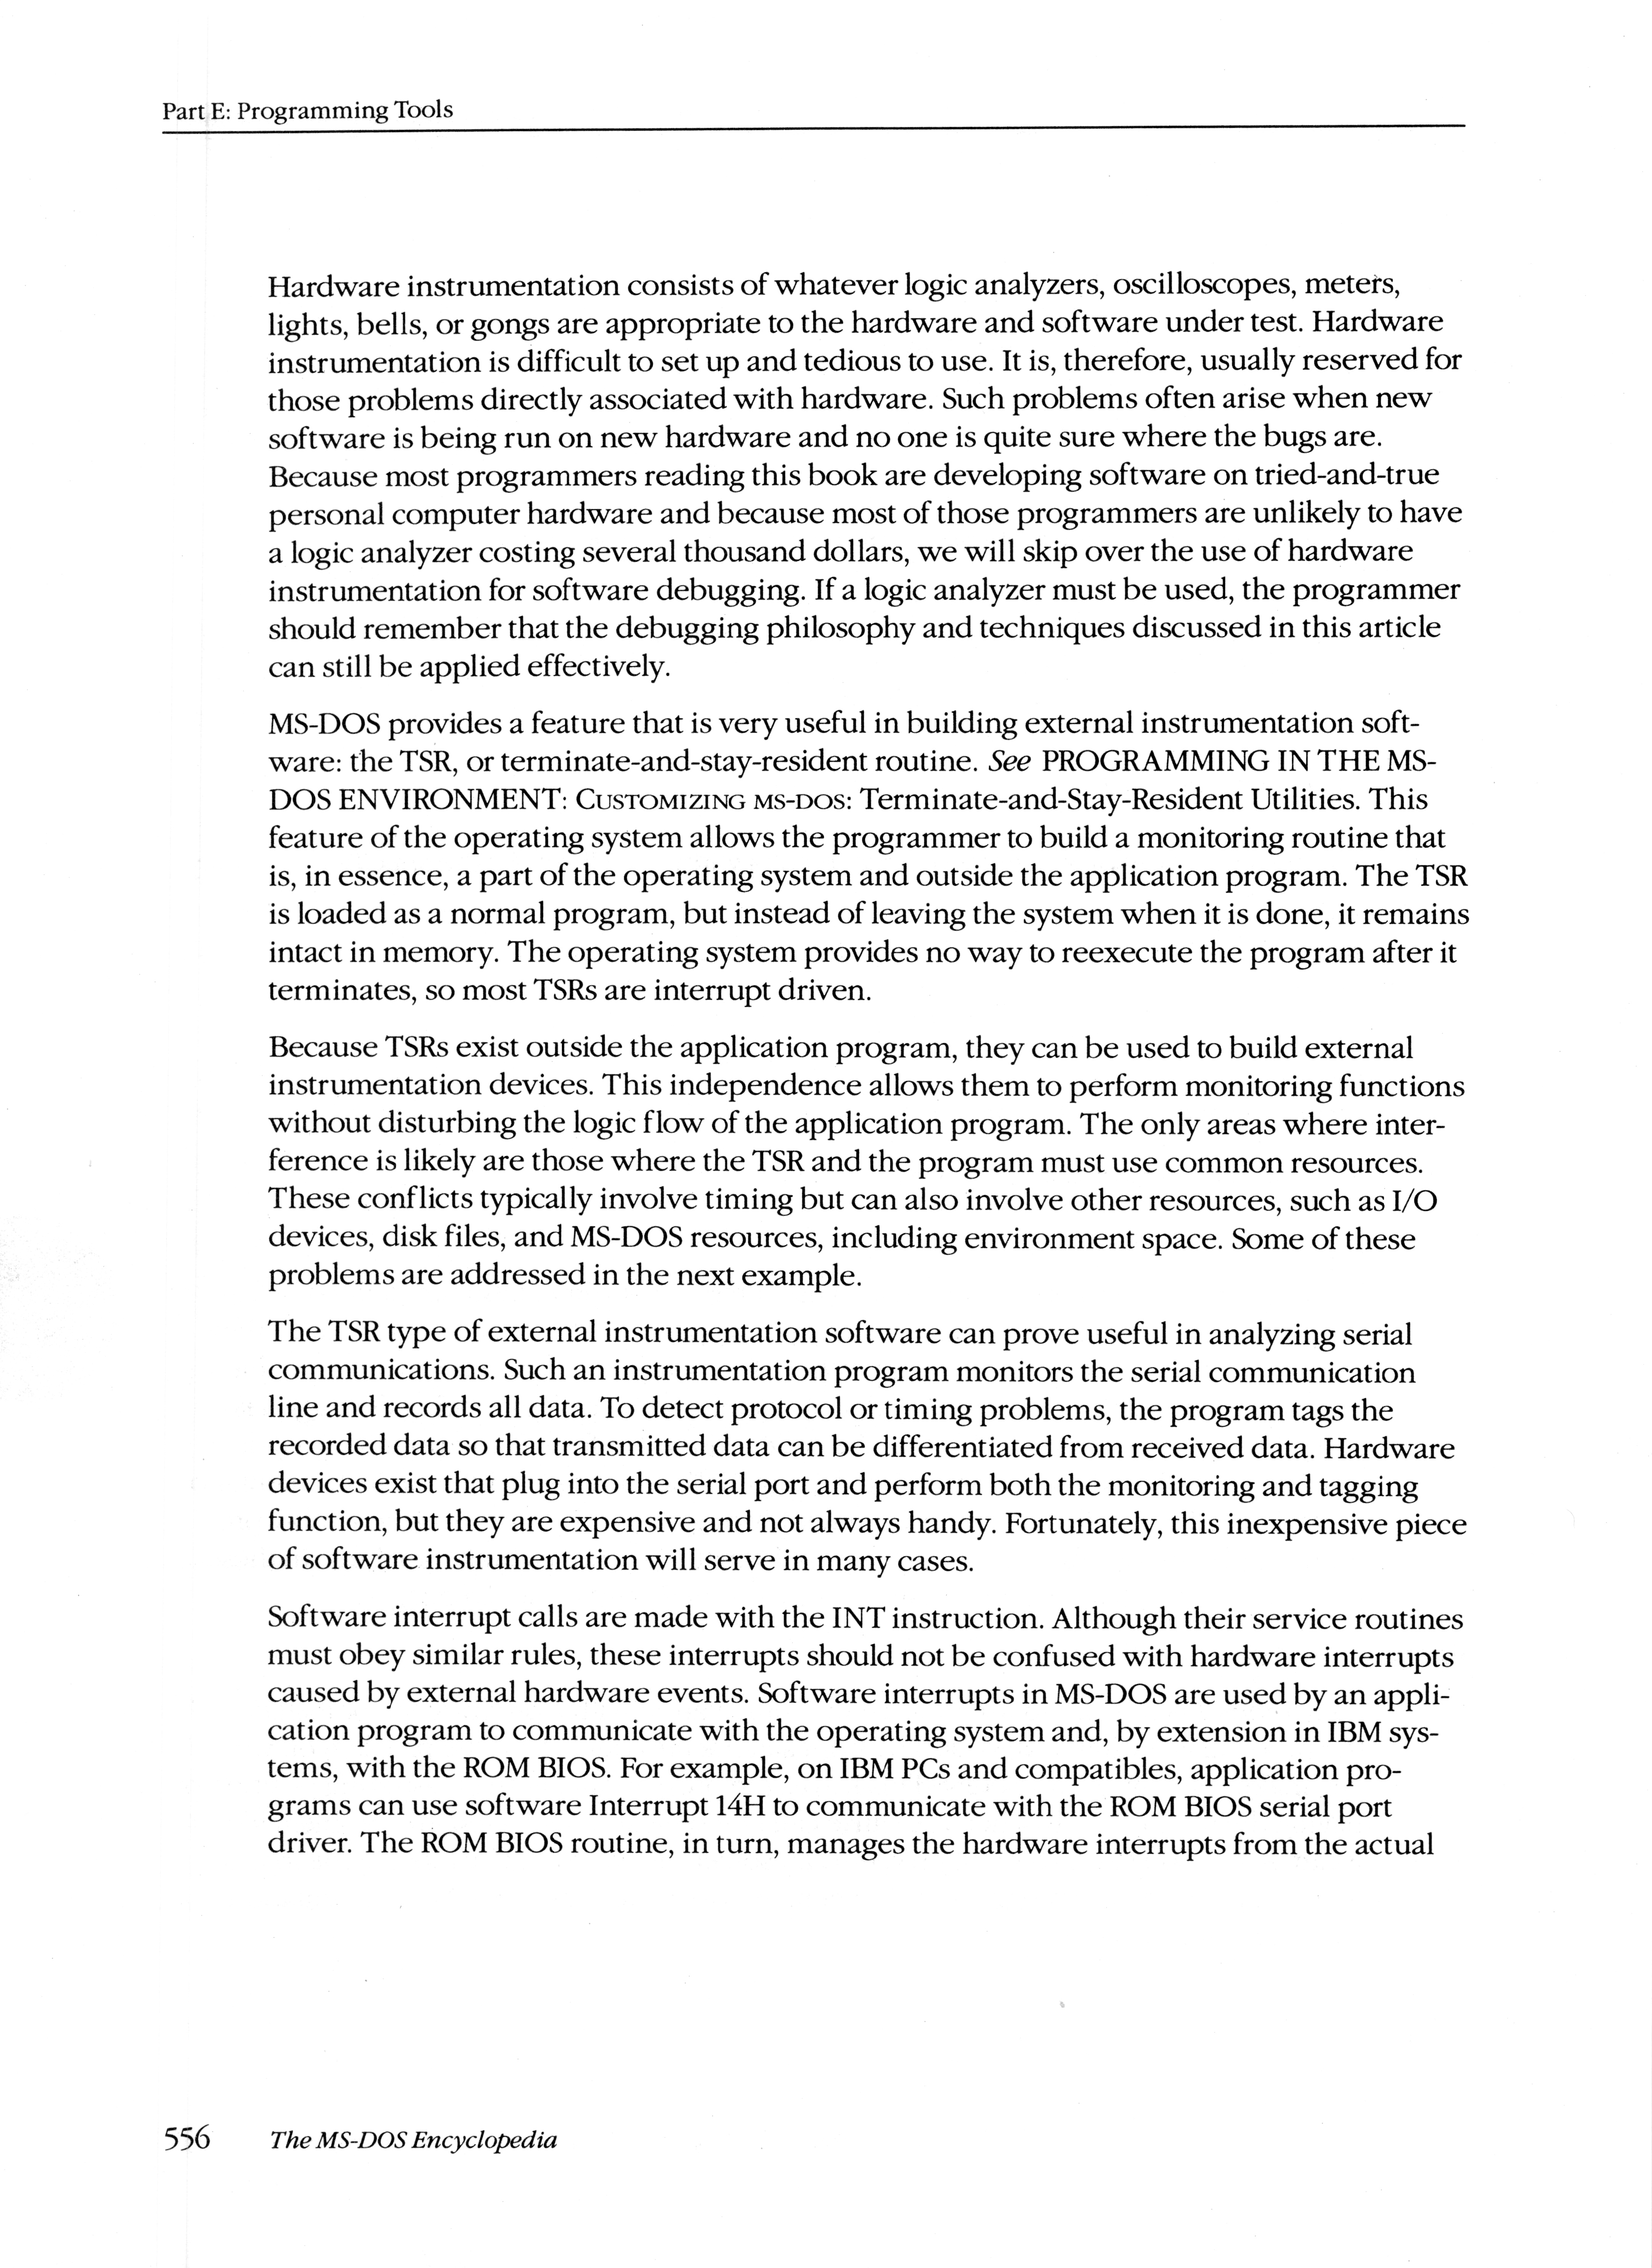 Part E: Programming Tools
Hardware instrumentation consists of whatever logic analyzers, oscilloscopes, meters,
lights, bells, or gongs are appropriate to the hardware and software under test. Hardware
instrumentation is difficult to set up and tedious to use. It is, therefore, usually reserved for
those problems directly associated with hardware. Such problems often arise when new
software is being run on new hardware and no one is quite sure where the bugs are.
Because most programmers reading this book are developing software on tried-and-true
personal computer hardware and because most of those programmers are unlikely to have
a logic analyzer costing several thousand dollars, we will skip over the use of hardware
instrumentation for software debugging. If a logic analyzer must be used, the programmer
should remember that the debugging philosophy and techniques discussed in this article
can still be applied effectively.
MS-DOS provides a feature that is very useful in building external instrumentation soft-
ware: the TSR, or terminate-and-stay-resident routine. See PROGRAMMING IN THE MS-
DOS ENVIRONMENT: CUSTOMIZING MS-DOS: Terminate-and-Stay-Resident Utilities. This
feature of the operating system allows the programmer to build a monitoring routine that
is, in essence, a part of the operating system and outside the application program. The TSR
is loaded as a normal program, but instead of leaving the system when it is done, it remains
intact in memory. The operating system provides no way to reexecute the program after it
terminates, so most TSRs are interrupt driven.
Because TSRs exist outside the application program, they can be used to build external
instrumentation devices. This independence allows them to perform monitoring functions
without disturbing the logic flow of the application program. The only areas where inter-
ference is likely are those where the TSR and the program must use common resources.
These conflicts typically involve timing but can also involve other resources, such as I/O
devices, disk files, and MS-DOS resources, including environment space. Some of these
problems are addressed in the next example.
The TSR type of external instrumentation software can prove useful in analyzing serial
communications. Such an instrumentation program monitors the serial communication
line and records all data. To detect protocol or timing problems, the program tags the
recorded data so that transmitted data can be differentiated from received data. Hardware
devices exist that plug into the serial port and perform both the monitoring and tagging
function, but they are expensive and not always handy. Fortunately, this inexpensive piece
of software instrumentation will serve in many cases.
Software interrupt calls are made with the INT instruction. Although their service routines
must obey similar rules, these interrupts should not be confused with hardware interrupts
caused by external hardware events. Software interrupts in MS-DOS are used by an appli-
cation program to communicate with the operating system and, by extension in IBM sys-
tems, with the ROM BIOS. For example, on IBM PCs and compatibles, application pro-
grams can use software Interrupt 14H to communicate with the ROM BIOS serial port
driver. The ROM BIOS routine, in turn, manages the hardware interrupts from the actual
556 The MS-DOS Encyclopedia